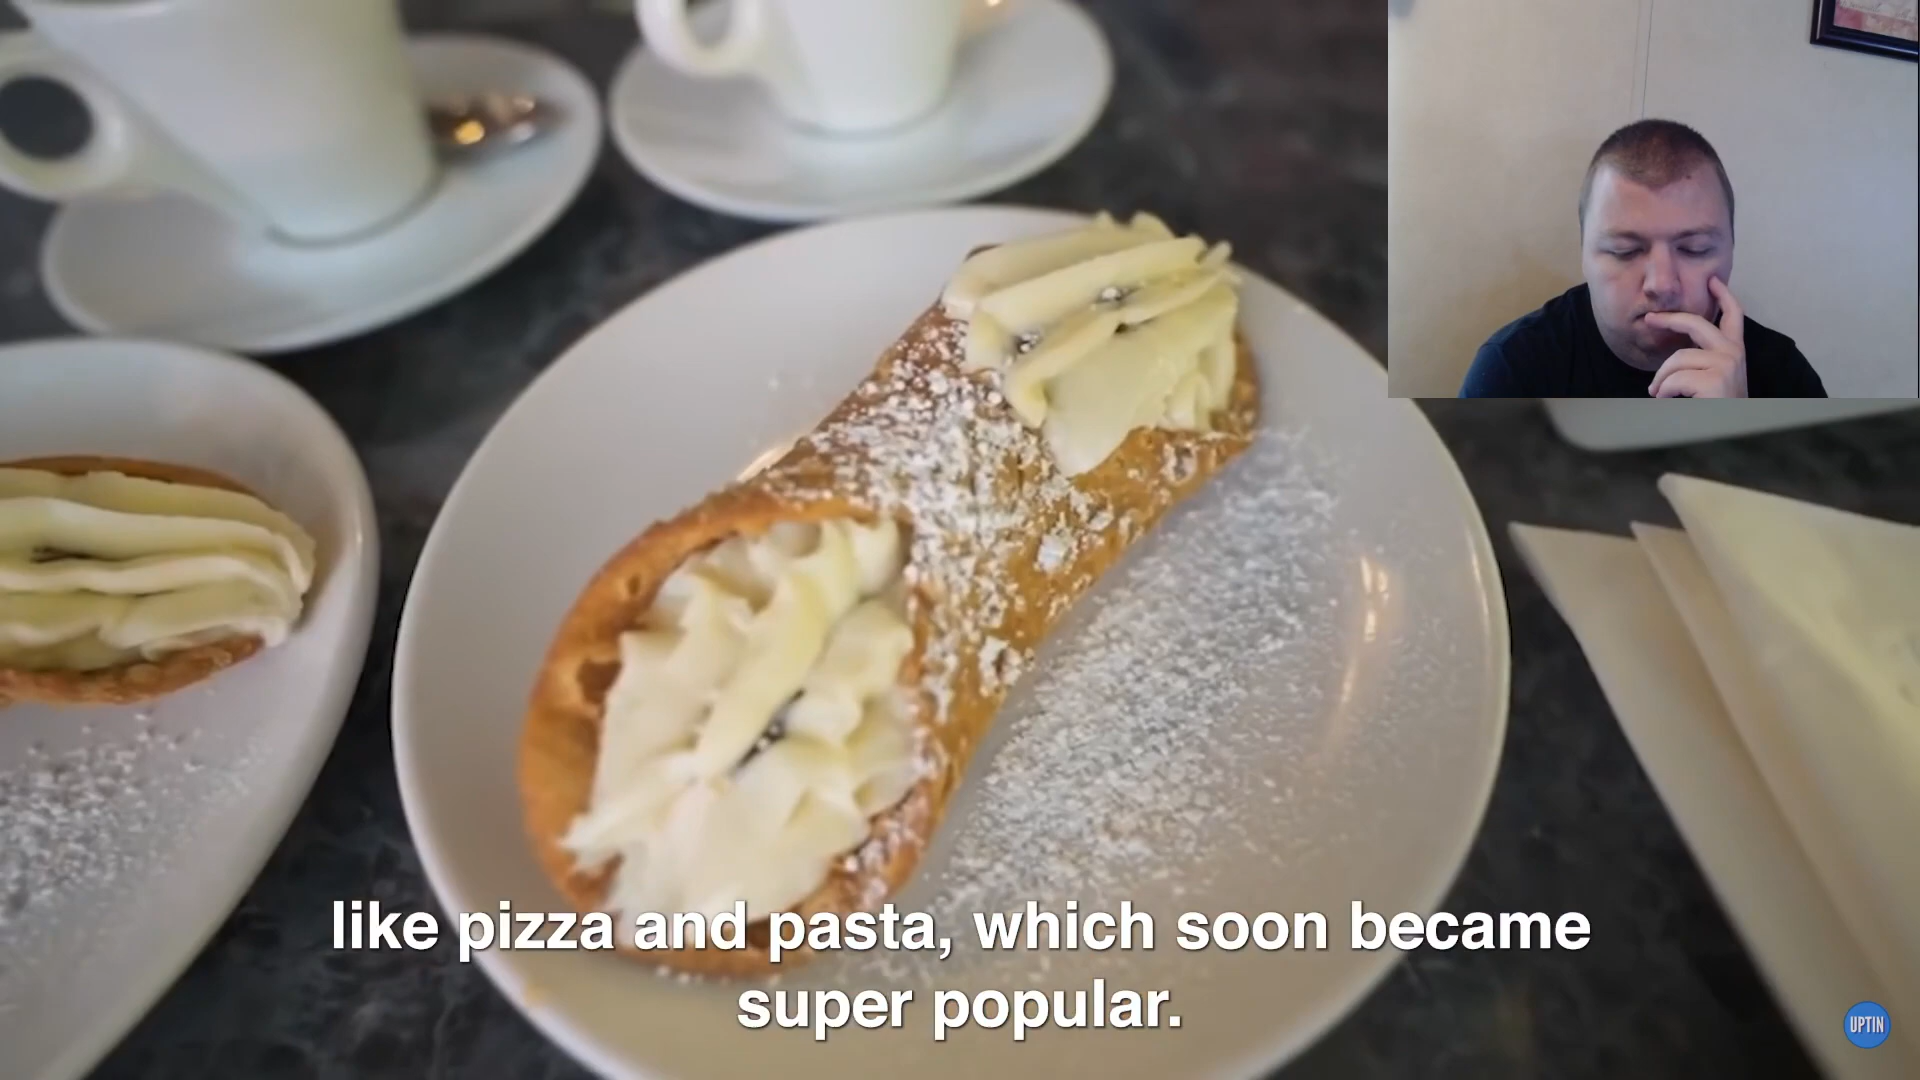 like pizza and pasta, which soon became
super popular.
UPTIN